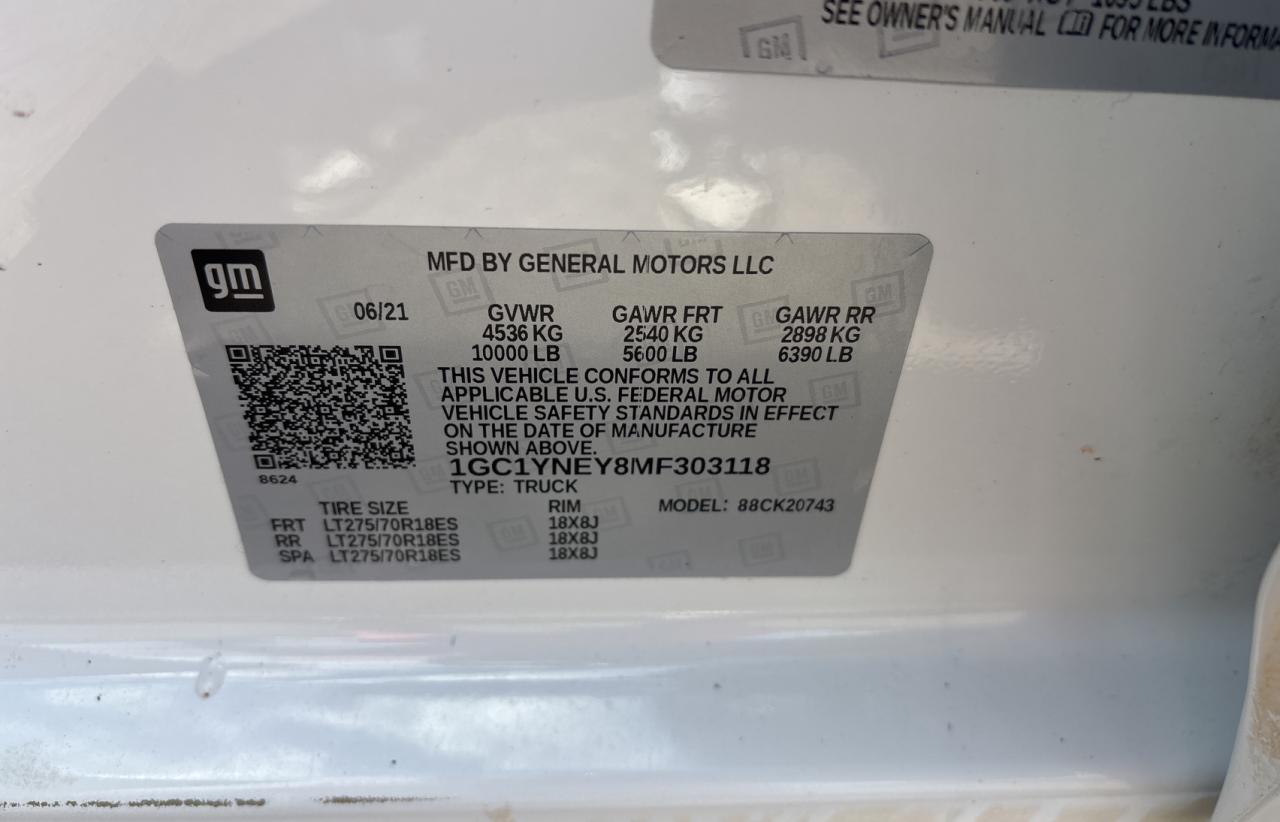 1095 LBS
SEE OWNER'S MANUAL FOR MORE INFORMA
GM
gm
MFD BY GENERAL MOTORS LLC
06/21 GVWR GAWR FRT GAWR RR
4536 KG 2540 KG 2898 KG
10000 LB 5600 LB 6390 LB
THIS VEHICLE CONFORMS TO ALL
APPLICABLE U.S. FEDERAL MOTOR
VEHICLE SAFETY STANDARDS IN EFFECT
ON THE DATE OF MANUFACTURE
SHOWN ABOVE.
1GC1YNEY8MF303118
8624
TYPE: TRUCK
TIRE SIZE RIM MODEL: 88CK20743
FRT LT275/70R18ES 18X8J
RR LT275/70R18ES 18X8J
SPA LT275/70R18ES 18X8J